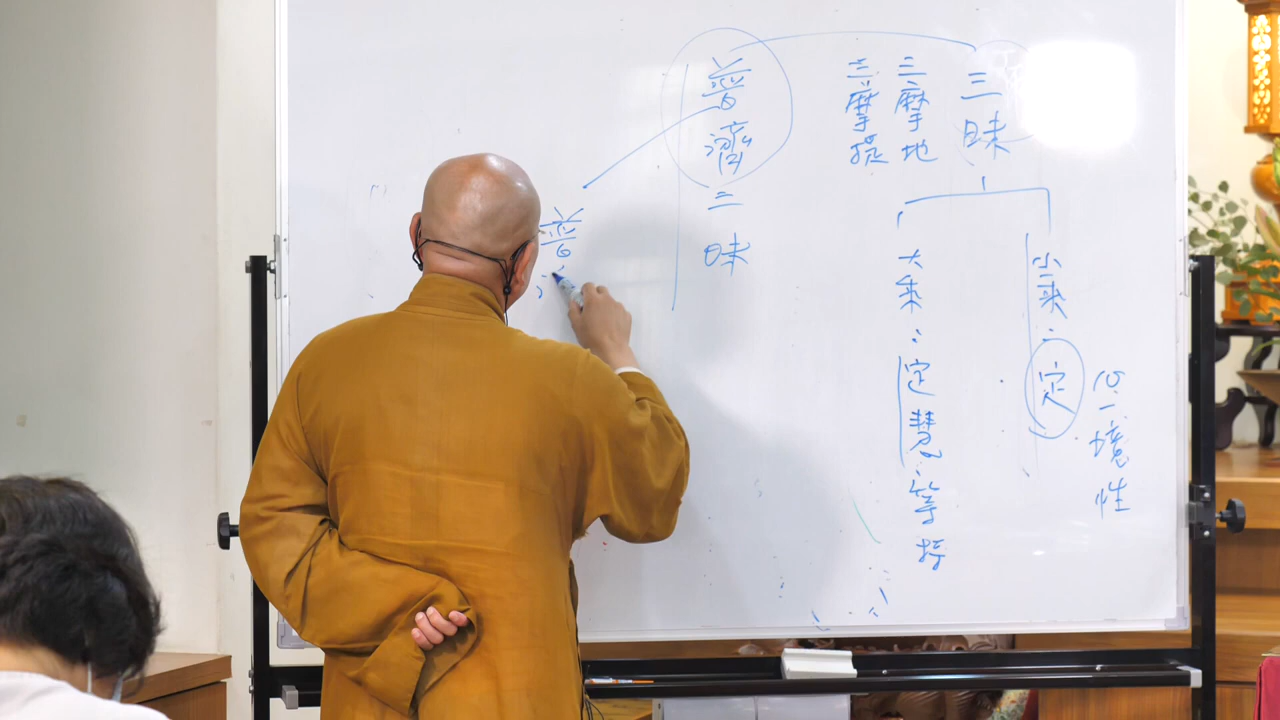 三昧
三摩地
三摩提
小乘：定
心一境性
大乘：定慧等持
普濟三昧
普